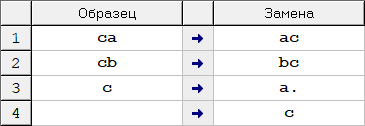 Образец Замена
1 ca → ac
2 cb → bc
3 c → a.
4 c